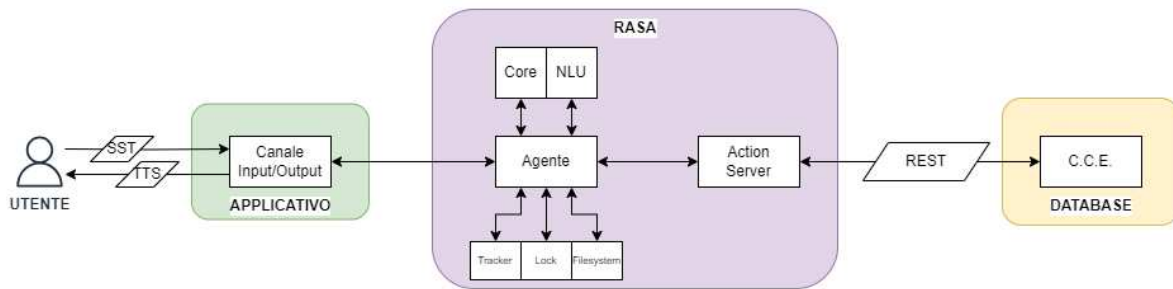 RASA
Core
NLU
SST
TTS
UTENTE
Canale
Input/Output
APPLICATIVO
Agente
Action
Server
REST
C.C.E.
DATABASE
Tracker
Lock
Filesystem